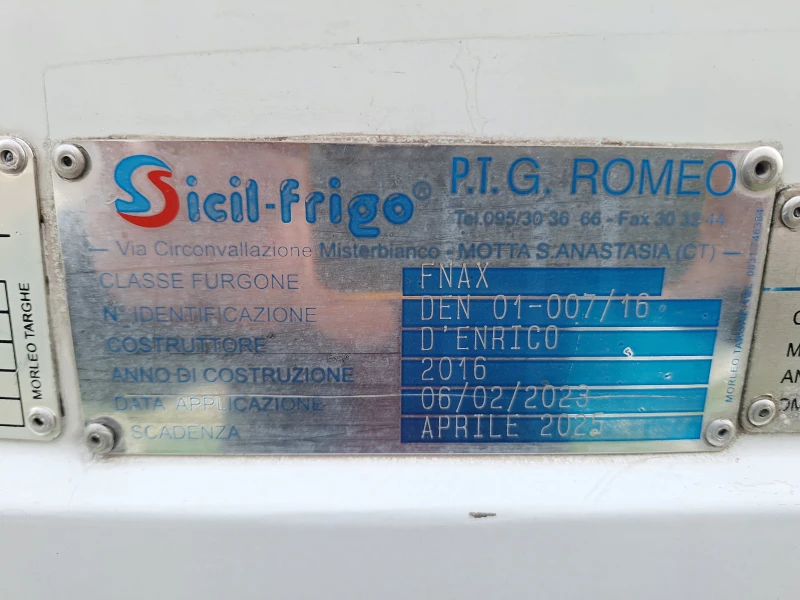 Sicil-frigo® P.T.G. ROMEO
Tel.095/30 36 66 - Fax 30 32 44
Via Circonvallazione Misterbianco - MOTTA S.ANASTASIA (CT)
CLASSE FURGONE FNAX
N° IDENTIFICAZIONE DEN 01-007/16
COSTRUTTORE D'ENRICO
ANNO DI COSTRUZIONE 2016
DATA APPLICAZIONE 06/02/2023
SCADENZA APRILE 2025
MORLEO TARGHE